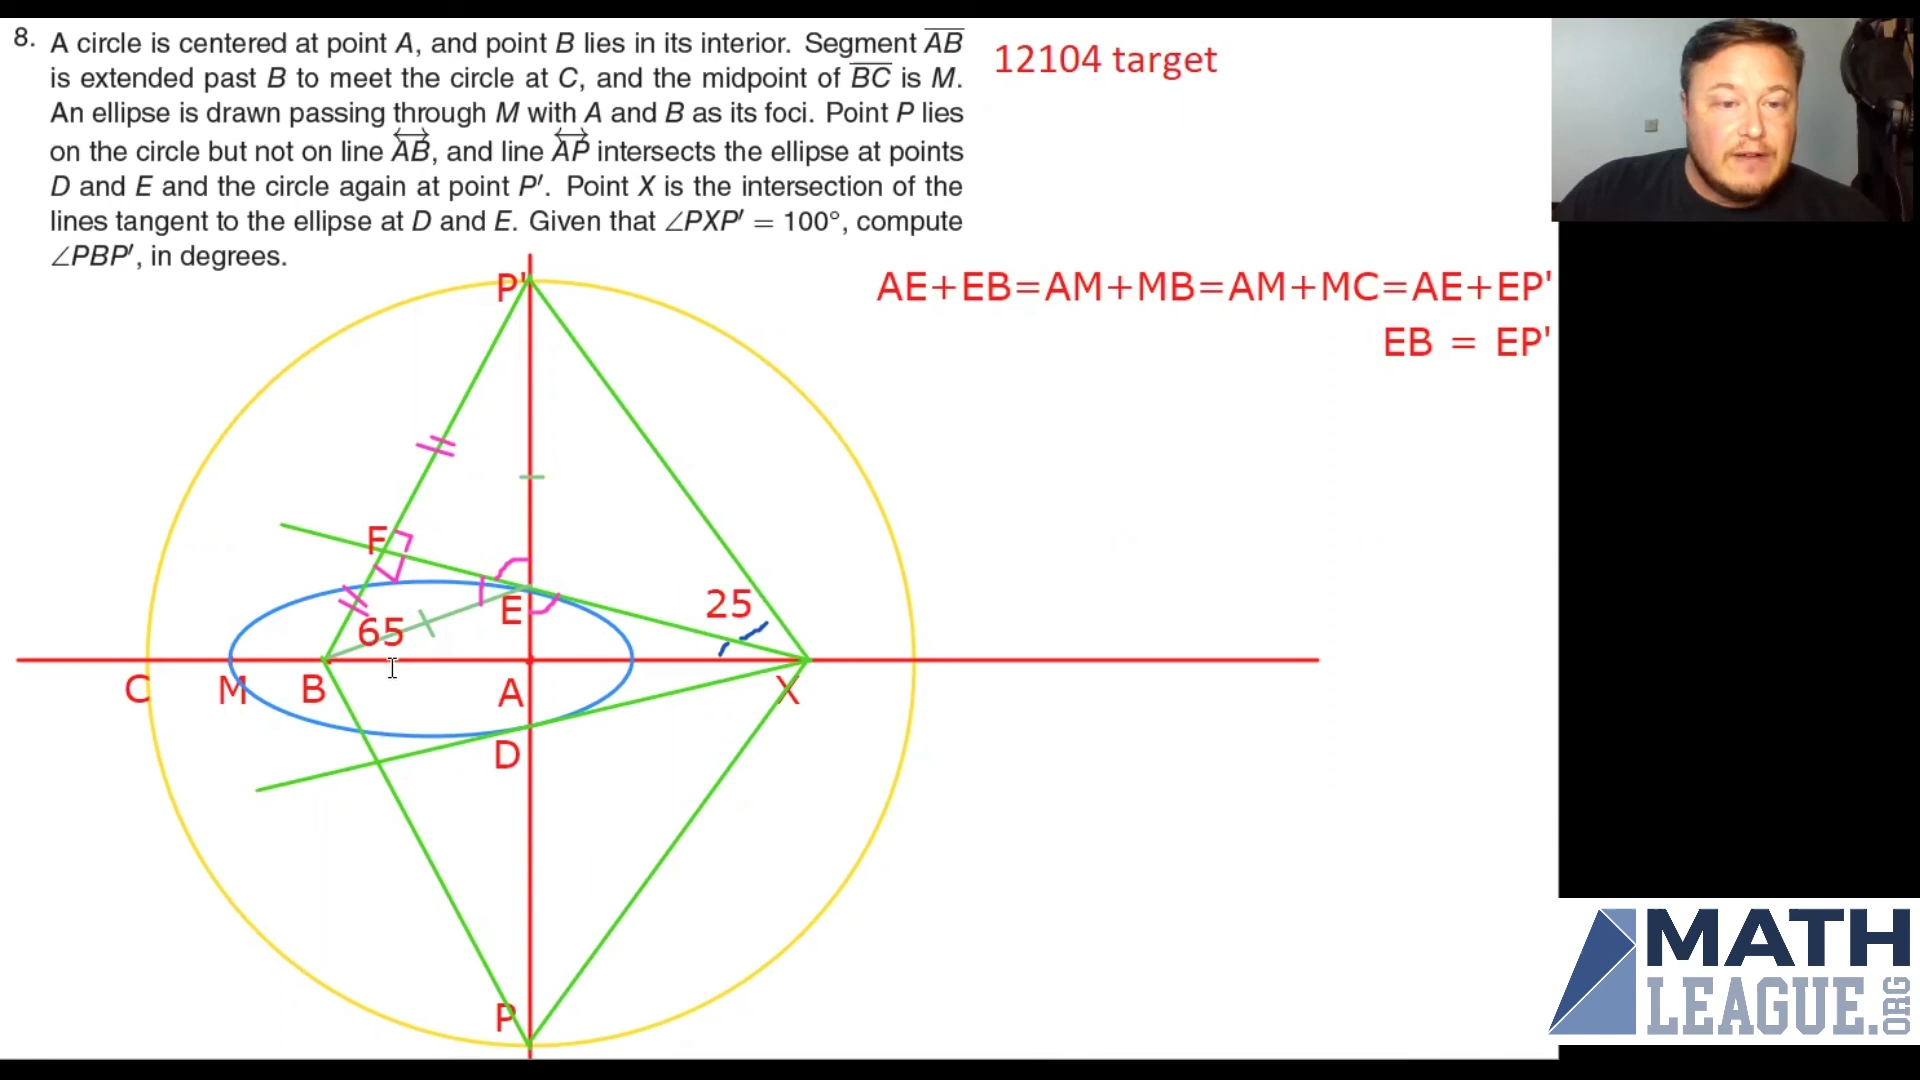 8. A circle is centered at point A, and point B lies in its interior. Segment AB
is extended past B to meet the circle at C, and the midpoint of BC is M.
An ellipse is drawn passing through M with A and B as its foci. Point P lies
on the circle but not on line AB, and line AP intersects the ellipse at points
D and E and the circle again at point P′. Point X is the intersection of the
lines tangent to the ellipse at D and E. Given that ∠PXP′ = 100°, compute
∠PBP′, in degrees.
12104 target
AE+EB=AM+MB=AM+MC=AE+EP'
EB = EP'
P'
F
E
25
65
C M B A X
D
P
MATH
LEAGUE.ORG